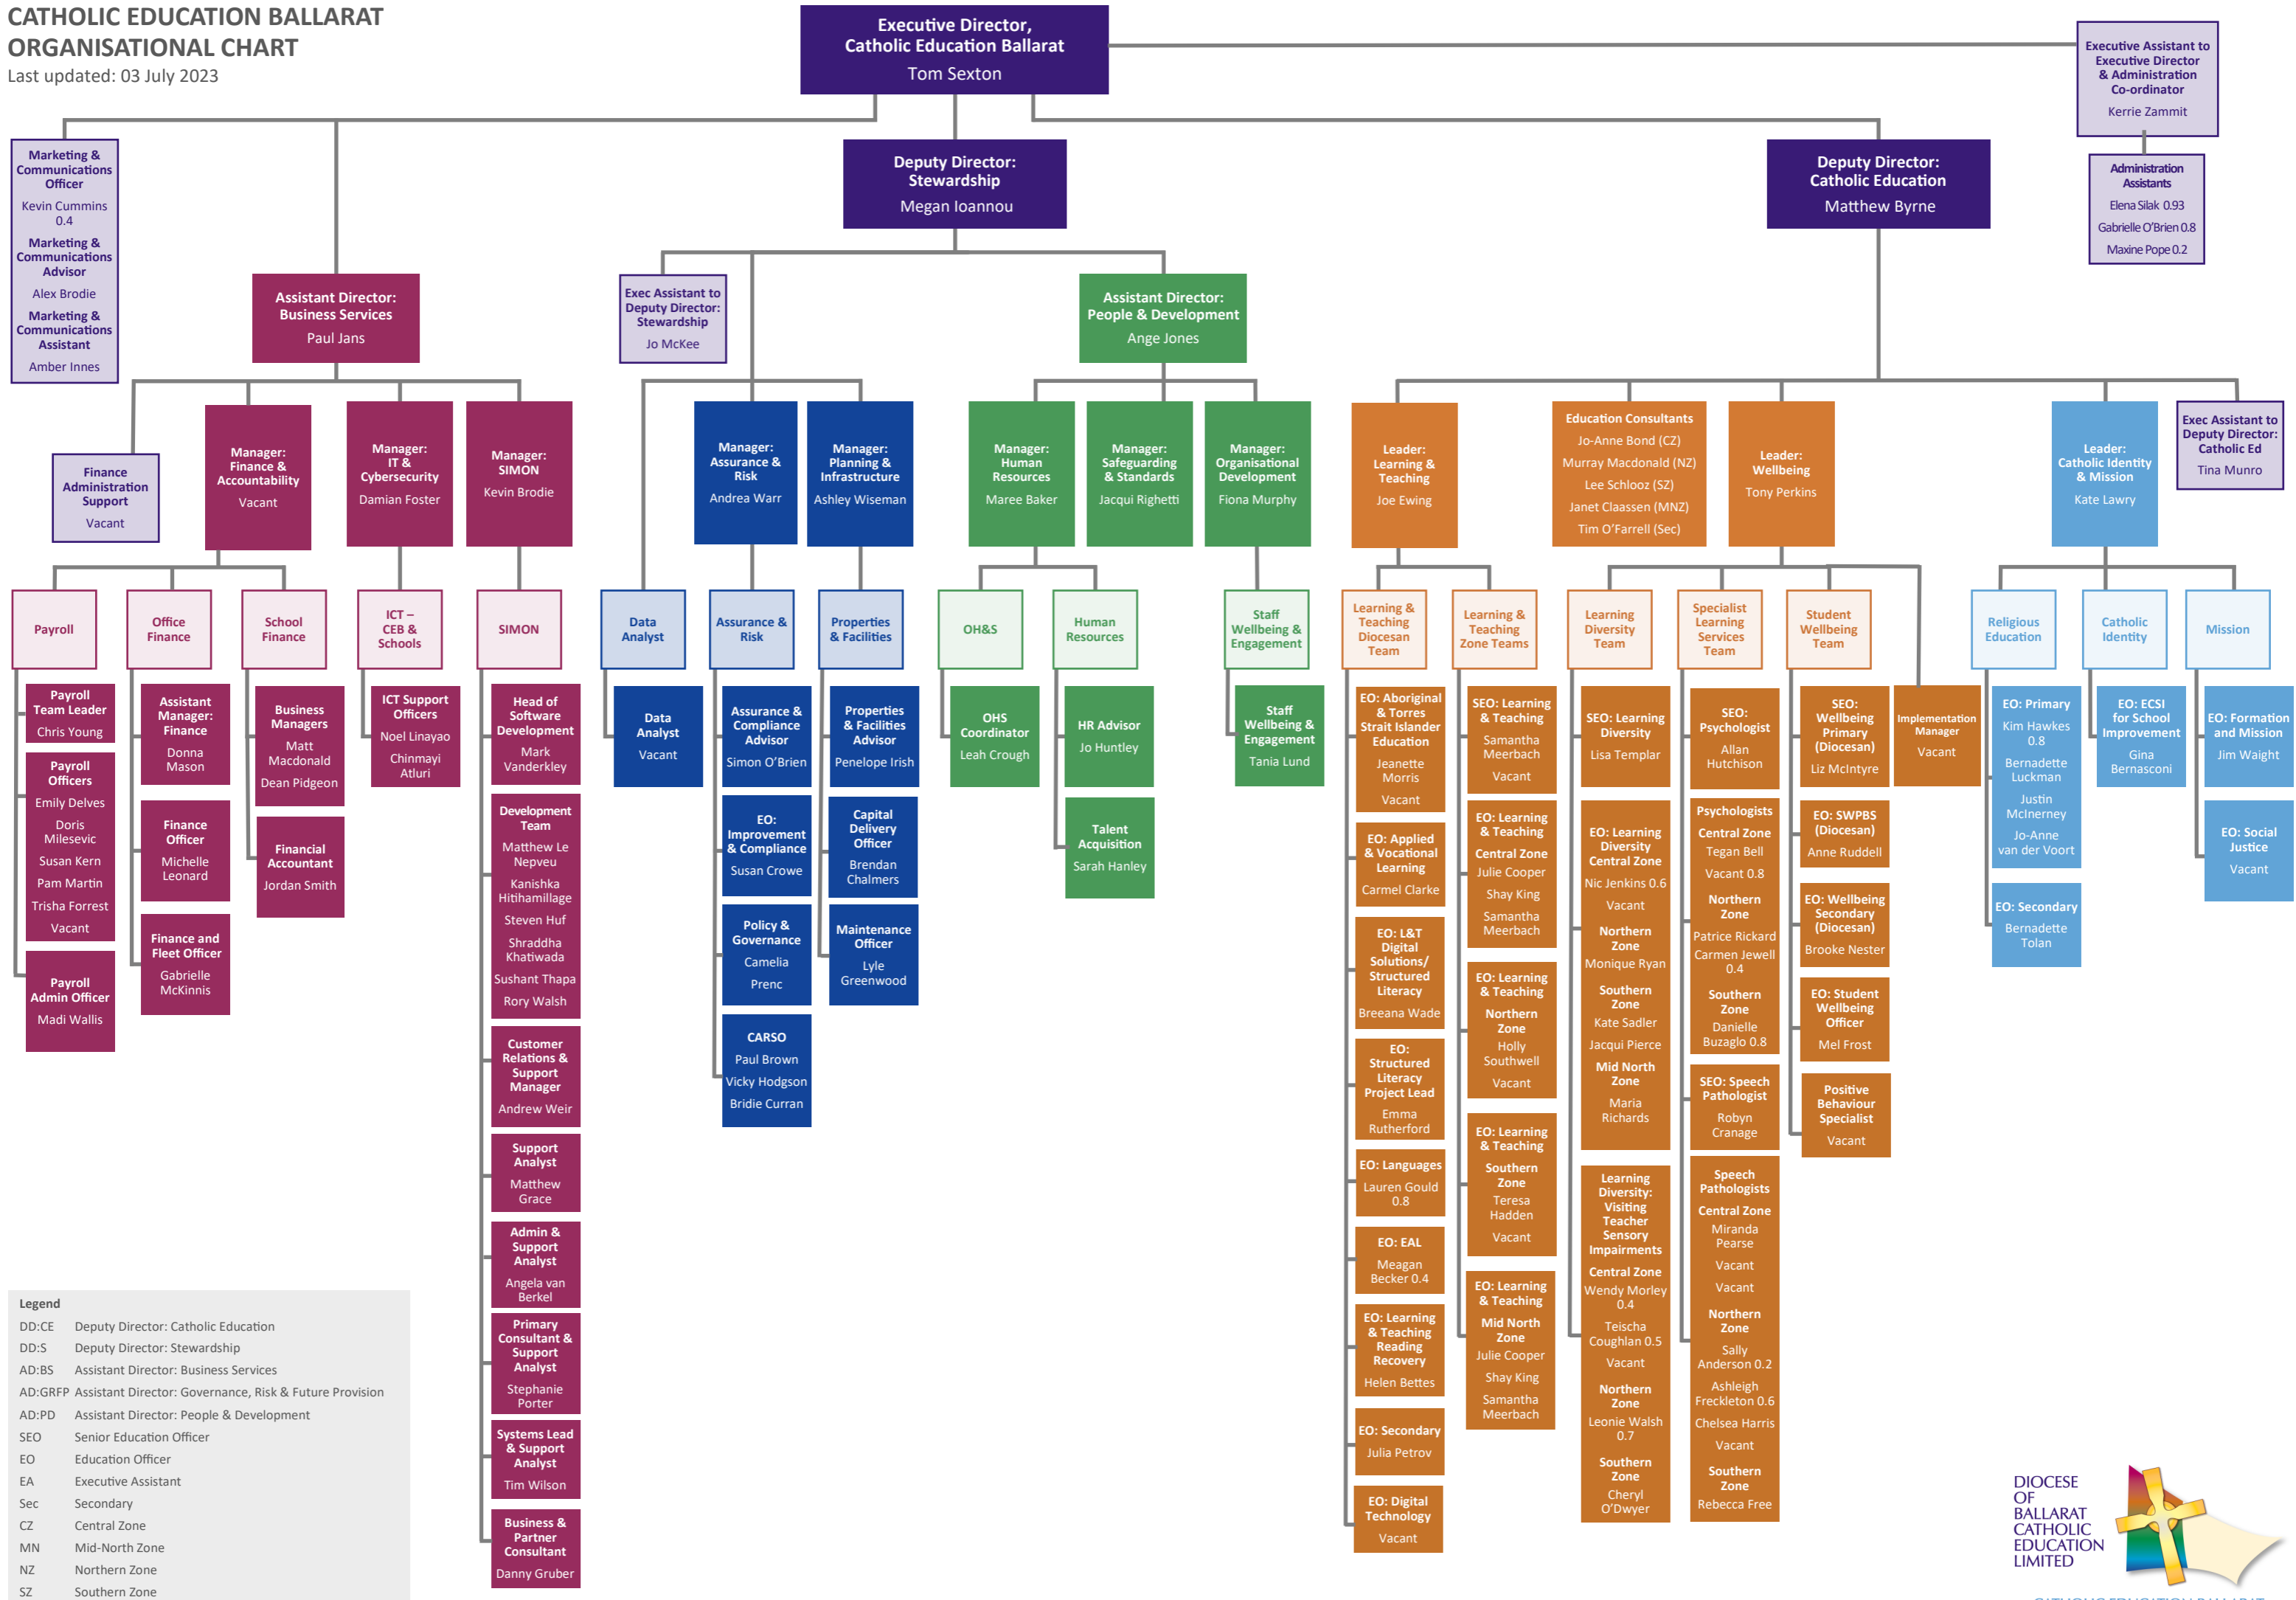 CATHOLIC EDUCATION BALLARAT
ORGANISATIONAL CHART
Last updated: 03 July 2023
Executive Director,
Catholic Education Ballarat
Tom Sexton
Executive Assistant to
Executive Director
& Administration
Co-ordinator
Kerrie Zammit
Administration
Assistants
Elena Silak 0.93
Gabrielle O’Brien 0.8
Maxine Pope 0.2
Marketing &
Communications
Officer
Kevin Cummins
0.4
Marketing &
Communications
Advisor
Alex Brodie
Marketing &
Communications
Assistant
Amber Innes
Deputy Director:
Stewardship
Megan Ioannou
Deputy Director:
Catholic Education
Matthew Byrne
Assistant Director:
Business Services
Paul Jans
Exec Assistant to
Deputy Director:
Stewardship
Jo McKee
Assistant Director:
People & Development
Ange Jones
Finance
Administration
Support
Vacant
Manager:
Finance &
Accountability
Vacant
Manager:
IT &
Cybersecurity
Damian Foster
Manager:
SIMON
Kevin Brodie
Manager:
Assurance &
Risk
Andrea Warr
Manager:
Planning &
Infrastructure
Ashley Wiseman
Manager:
Human
Resources
Maree Baker
Manager:
Safeguarding
& Standards
Jacqui Righetti
Manager:
Organisational
Development
Fiona Murphy
Leader:
Learning &
Teaching
Joe Ewing
Education Consultants
Jo-Anne Bond (CZ)
Murray Macdonald (NZ)
Lee Schlooz (SZ)
Janet Claassen (MNZ)
Tim O’Farrell (Sec)
Leader:
Wellbeing
Tony Perkins
Leader:
Catholic Identity
& Mission
Kate Lawry
Exec Assistant to
Deputy Director:
Catholic Ed
Tina Munro
Payroll
Payroll
Team Leader
Chris Young
Payroll
Officers
Emily Delves
Doris
Milesevic
Susan Kern
Pam Martin
Trisha Forrest
Vacant
Payroll
Admin Officer
Madi Wallis
Office
Finance
Assistant
Manager:
Finance
Donna
Mason
Finance
Officer
Michelle
Leonard
Finance and
Fleet Officer
Gabrielle
McKinnis
School
Finance
Business
Managers
Matt
Macdonald
Dean Pidgeon
Financial
Accountant
Jordan Smith
ICT –
CEB &
Schools
ICT Support
Officers
Noel Linayao
Chinmayi
Atluri
SIMON
Head of
Software
Development
Mark
Vanderkley
Development
Team
Matthew Le
Nepveu
Kanishka
Hitihamillage
Steven Huf
Shraddha
Khatiwada
Sushant Thapa
Rory Walsh
Customer
Relations &
Support
Manager
Andrew Weir
Support
Analyst
Matthew
Grace
Admin &
Support
Analyst
Angela van
Berkel
Primary
Consultant &
Support
Analyst
Stephanie
Porter
Systems Lead
& Support
Analyst
Tim Wilson
Business &
Partner
Consultant
Danny Gruber
Data
Analyst
Data
Analyst
Vacant
Assurance &
Risk
Assurance &
Compliance
Advisor
Simon O’Brien
EO:
Improvement
& Compliance
Susan Crowe
Policy &
Governance
Camelia
Prenc
CARSO
Paul Brown
Vicky Hodgson
Bridie Curran
Properties
& Facilities
Properties
& Facilities
Advisor
Penelope Irish
Capital
Delivery
Officer
Brendan
Chalmers
Maintenance
Officer
Lyle
Greenwood
OH&S
OHS
Coordinator
Leah Crough
Human
Resources
HR Advisor
Jo Huntley
Talent
Acquisition
Sarah Hanley
Staff
Wellbeing &
Engagement
Staff
Wellbeing &
Engagement
Tania Lund
Learning &
Teaching
Diocesan
Team
EO: Aboriginal
& Torres
Strait Islander
Education
Jeanette
Morris
Vacant
EO: Applied
& Vocational
Learning
Carmel Clarke
EO: L&T
Digital
Solutions/
Structured
Literacy
Breeana Wade
EO:
Structured
Literacy
Project Lead
Emma
Rutherford
EO: Languages
Lauren Gould
0.8
EO: EAL
Meagan
Becker 0.4
EO: Learning
& Teaching
Reading
Recovery
Helen Bettes
EO: Secondary
Julia Petrov
EO: Digital
Technology
Vacant
Learning &
Teaching
Zone Teams
SEO: Learning
& Teaching
Samantha
Meerbach
Vacant
EO: Learning
& Teaching
Central Zone
Julie Cooper
Shay King
Samantha
Meerbach
EO: Learning
& Teaching
Northern
Zone
Holly
Southwell
Vacant
EO: Learning
& Teaching
Southern
Zone
Teresa
Hadden
Vacant
EO: Learning
& Teaching
Mid North
Zone
Julie Cooper
Shay King
Samantha
Meerbach
Learning
Diversity
Team
SEO: Learning
Diversity
Lisa Templar
EO: Learning
Diversity
Central Zone
Nic Jenkins 0.6
Vacant
Northern
Zone
Monique Ryan
Southern
Zone
Kate Sadler
Jacqui Pierce
Mid North
Zone
Maria
Richards
Learning
Diversity:
Visiting
Teacher
Sensory
Impairments
Central Zone
Wendy Morley
0.4
Teischa
Coughlan 0.5
Vacant
Northern
Zone
Leonie Walsh
0.7
Southern
Zone
Cheryl
O’Dwyer
Specialist
Learning
Services
Team
SEO:
Psychologist
Allan
Hutchison
Psychologists
Central Zone
Tegan Bell
Vacant 0.8
Northern
Zone
Patrice Rickard
Carmen Jewell
0.4
Southern
Zone
Danielle
Buzaglo 0.8
SEO: Speech
Pathologist
Robyn
Cranage
Speech
Pathologists
Central Zone
Miranda
Pearse
Vacant
Vacant
Northern
Zone
Sally
Anderson 0.2
Ashleigh
Freckleton 0.6
Chelsea Harris
Vacant
Southern
Zone
Rebecca Free
Student
Wellbeing
Team
SEO:
Wellbeing
Primary
(Diocesan)
Liz McIntyre
EO: SWPBS
(Diocesan)
Anne Ruddell
EO: Wellbeing
Secondary
(Diocesan)
Brooke Nester
EO: Student
Wellbeing
Officer
Mel Frost
Positive
Behaviour
Specialist
Vacant
Implementation
Manager
Vacant
Religious
Education
EO: Primary
Kim Hawkes
0.8
Bernadette
Luckman
Justin
McInerney
Jo-Anne
van der Voort
EO: Secondary
Bernadette
Tolan
Catholic
Identity
EO: ECSI
for School
Improvement
Gina
Bernasconi
Mission
EO: Formation
and Mission
Jim Waight
EO: Social
Justice
Vacant
Legend
DD:CE Deputy Director: Catholic Education
DD:S Deputy Director: Stewardship
AD:BS Assistant Director: Business Services
AD:GRFP Assistant Director: Governance, Risk & Future Provision
AD:PD Assistant Director: People & Development
SEO Senior Education Officer
EO Education Officer
EA Executive Assistant
Sec Secondary
CZ Central Zone
MN Mid-North Zone
NZ Northern Zone
SZ Southern Zone
DIOCESE
OF
BALLARAT
CATHOLIC
EDUCATION
LIMITED
CATHOLIC EDUCATION BALLARAT